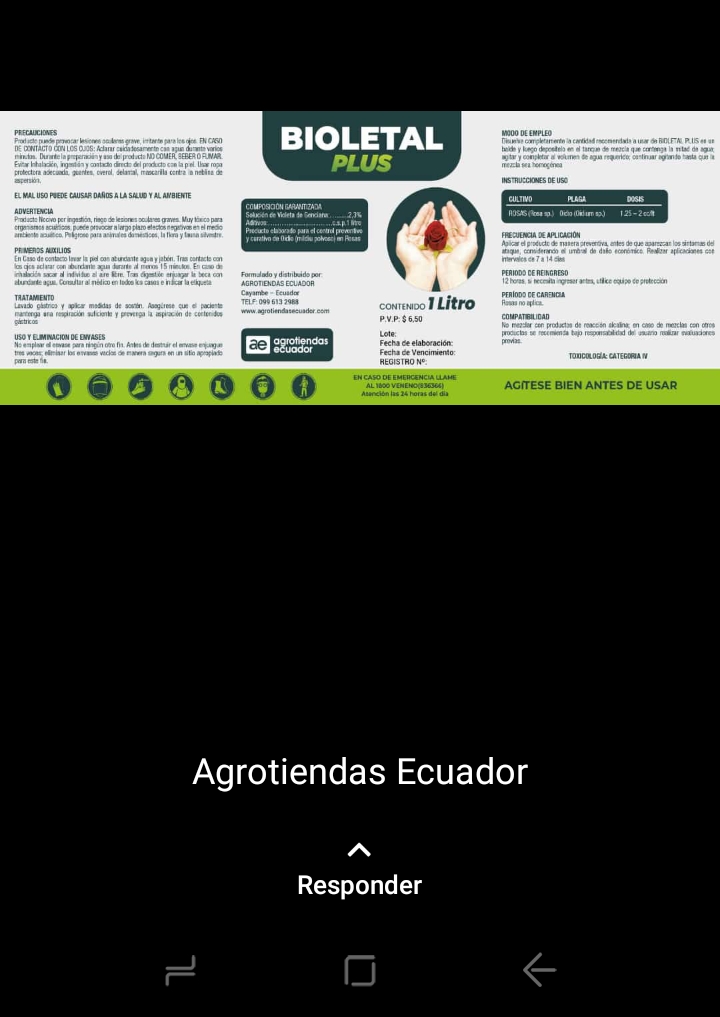 PRECAUCIONES
Producto puede provocar lesiones oculares grave, irritante para los ojos. EN CASO
DE CONTACTO CON LOS OJOS: Aclarar cuidadosamente con agua durante varios
minutos. Durante la preparación y uso del producto NO COMER, BEBER O FUMAR.
Evitar Inhalación, ingestión y contacto directo del producto con la piel. Usar ropa
protectora adecuada, guantes, overol, delantal, mascarilla contra la neblina de
aspersión.
EL MAL USO PUEDE CAUSAR DAÑOS A LA SALUD Y AL AMBIENTE
ADVERTENCIA
Producto Nocivo por ingestión, riego de lesiones oculares graves. Muy tóxico para
organismos acuáticos, puede provocar a largo plazo efectos negativos en el medio
ambiente acuático. Peligroso para animales domésticos, la flora y fauna silvestre.
PRIMEROS AUXILIOS
En Caso de contacto lavar la piel con abundante agua y jabón. Tras contacto con
los ojos aclarar con abundante agua durante al menos 15 minutos. En caso de
inhalación sacar al individuo al aire libre. Tras digestión enjuagar la boca con
abundante agua. Consultar al médico en todos los casos e indicar la etiqueta
TRATAMIENTO
Lavado gástrico y aplicar medidas de sostén. Asegúrese que el paciente
mantenga una respiración suficiente y prevenga la aspiración de contenidos
gástricos
USO Y ELIMINACION DE ENVASES
No emplear el envase para ningún otro fin. Antes de destruir el envase enjuague
tres veces; eliminar los envases vacíos de manera segura en un sitio apropiado
para este fin.
BIOLETAL
PLUS
COMPOSICIÓN GARANTIZADA
Solución de Violeta de Genciana:..........2,3%
Aditivos:..........................c.s.p.1 litro
Producto elaborado para el control preventivo
y curativo de Oidio (mildiu polvoso) en Rosas
Formulado y distribuido por:
AGROTIENDAS ECUADOR
Cayambe – Ecuador
TELF: 099 613 2988
www.agrotiendasecuador.com
ae agrotiendas
ecuador
CONTENIDO 1 Litro
P.V.P: $ 6,50
Lote:
Fecha de elaboración:
Fecha de Vencimiento:
REGISTRO Nº:
MODO DE EMPLEO
Disuelve completamente la cantidad recomendada a usar de BIOLETAL PLUS en un
balde y luego deposítelo en el tanque de mezcla que contenga la mitad de agua;
agitar y completar al volumen de agua requerido; continuar agitando hasta que la
mezcla sea homogénea
INSTRUCCIONES DE USO
CULTIVO PLAGA DOSIS
ROSAS (Rosa sp.) Oidio (Oidium sp.) 1.25 – 2 cc/lt
FRECUENCIA DE APLICACIÓN
Aplicar el producto de manera preventiva, antes de que aparezcan los síntomas del
ataque, considerando el umbral de daño económico. Realizar aplicaciones con
intervalos de 7 a 14 días
PERIODO DE REINGRESO
12 horas, si necesita ingresar antes, utilice equipo de protección
PERÍODO DE CARENCIA
Rosas no aplica.
COMPATIBILIDAD
No mezclar con productos de reacción alcalina; en caso de mezclas con otros
productos se recomienda bajo responsabilidad del usuario realizar evaluaciones
previas.
TOXICOLOGÍA: CATEGORIA IV
EN CASO DE EMERGENCIA LLAME
AL 1800 VENENO(836366)
Atención las 24 horas del día
AGÍTESE BIEN ANTES DE USAR
Agrotiendas Ecuador
Responder